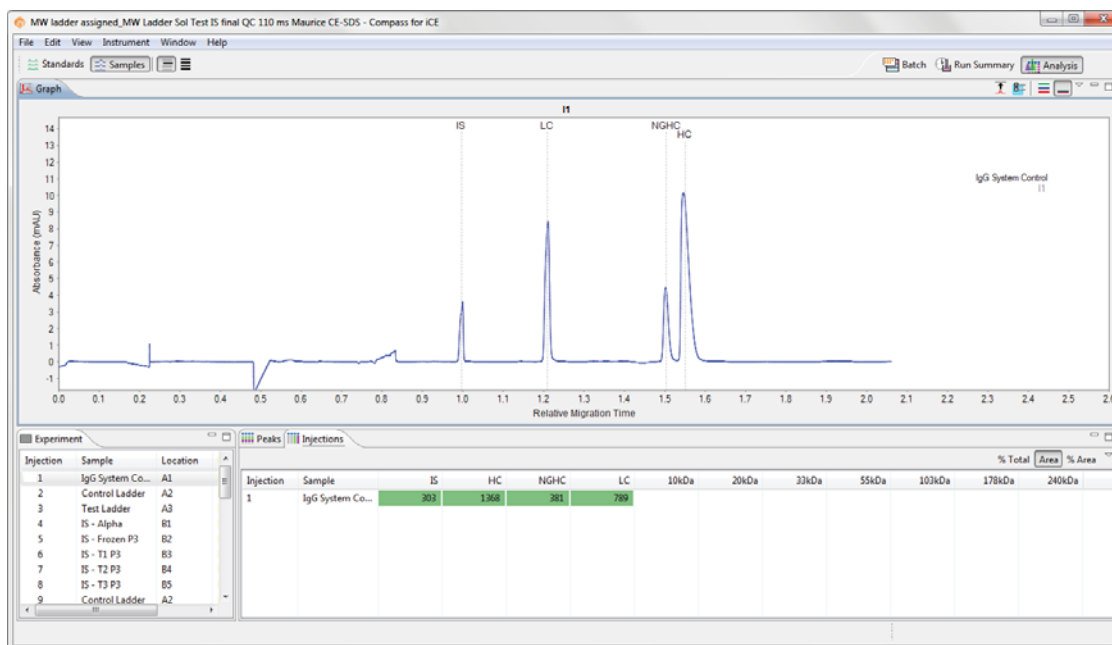 MW ladder assigned_MW Ladder Sol Test IS final QC 110 ms Maurice CE-SDS - Compass for iCE
File Edit View Instrument Window Help
Standards Samples Batch Run Summary Analysis
Graph
I1
IS LC NGHC
HC
IgG System Control
I1
Absorbance (mAU)
14
13
12
11
10
9
8
7
6
5
4
3
2
1
0
-1
0.0 0.1 0.2 0.3 0.4 0.5 0.6 0.7 0.8 0.9 1.0 1.1 1.2 1.3 1.4 1.5 1.6 1.7 1.8 1.9 2.0 2.1 2.2 2.3 2.4 2.5 2.6
Relative Migration Time
Experiment
Injection Sample Location
1 IgG System Co... A1
2 Control Ladder A2
3 Test Ladder A3
4 IS - Alpha B1
5 IS - Frozen P3 B2
6 IS - T1 P3 B3
7 IS - T2 P3 B4
8 IS - T3 P3 B5
9 Control Ladder A2
Peaks Injections
% Total Area % Area
Injection Sample IS HC NGHC LC 10kDa 20kDa 33kDa 55kDa 103kDa 178kDa 240kDa
1 IgG System Co... 303 1368 381 789